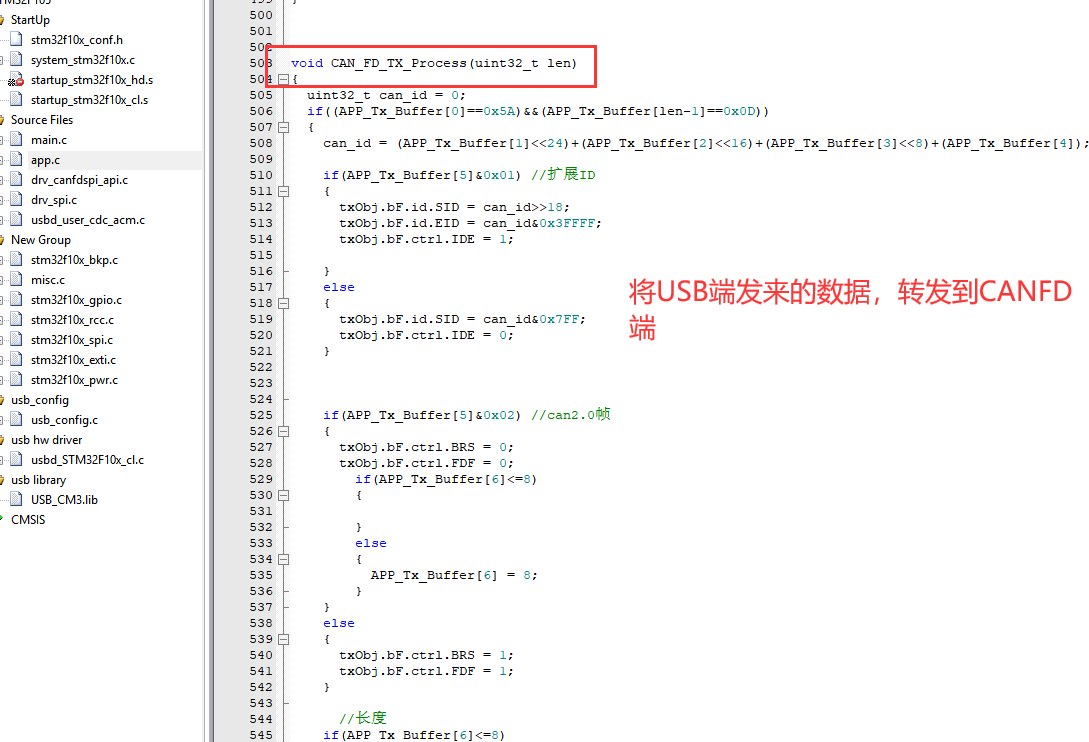 StartUp
stm32f10x_conf.h
system_stm32f10x.c
startup_stm32f10x_hd.s
startup_stm32f10x_cl.s
Source Files
main.c
app.c
drv_canfdspi_api.c
drv_spi.c
usbd_user_cdc_acm.c
New Group
stm32f10x_bkp.c
misc.c
stm32f10x_gpio.c
stm32f10x_rcc.c
stm32f10x_spi.c
stm32f10x_exti.c
stm32f10x_pwr.c
usb_config
usb_config.c
usb hw driver
usbd_STM32F10x_cl.c
usb library
USB_CM3.lib
CMSIS
500
501
502
503 void CAN_FD_TX_Process(uint32_t len)
504 {
505 uint32_t can_id = 0;
506 if((APP_Tx_Buffer[0]==0x5A)&&(APP_Tx_Buffer[len-1]==0x0D))
507 {
508 can_id = (APP_Tx_Buffer[1]<<24)+(APP_Tx_Buffer[2]<<16)+(APP_Tx_Buffer[3]<<8)+(APP_Tx_Buffer[4]);
509
510 if(APP_Tx_Buffer[5]&0x01) //扩展ID
511 {
512 txObj.bF.id.SID = can_id>>18;
513 txObj.bF.id.EID = can_id&0x3FFFF;
514 txObj.bF.ctrl.IDE = 1;
515
516 }
517 else
518 {
519 txObj.bF.id.SID = can_id&0x7FF;
520 txObj.bF.ctrl.IDE = 0;
521 }
522
523
524
525 if(APP_Tx_Buffer[5]&0x02) //can2.0帧
526 {
527 txObj.bF.ctrl.BRS = 0;
528 txObj.bF.ctrl.FDF = 0;
529 if(APP_Tx_Buffer[6]<=8)
530 {
531
532 }
533 else
534 {
535 APP_Tx_Buffer[6] = 8;
536 }
537 }
538 else
539 {
540 txObj.bF.ctrl.BRS = 1;
541 txObj.bF.ctrl.FDF = 1;
542 }
543
544 //长度
545 if(APP_Tx_Buffer[6]<=8)
将USB端发来的数据，转发到CANFD
端